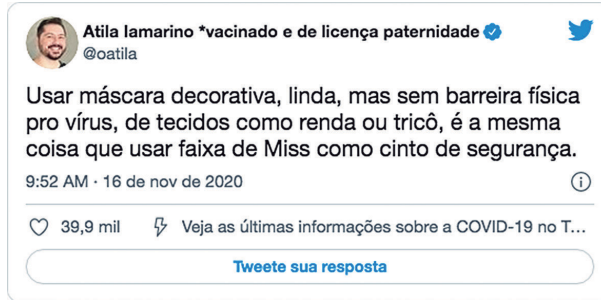 Atila Iamarino *vacinado e de licença paternidade
@oatila
Usar máscara decorativa, linda, mas sem barreira física
pro vírus, de tecidos como renda ou tricô, é a mesma
coisa que usar faixa de Miss como cinto de segurança.
9:52 AM · 16 de nov de 2020
39,9 mil Veja as últimas informações sobre a COVID-19 no T...
Tweete sua resposta